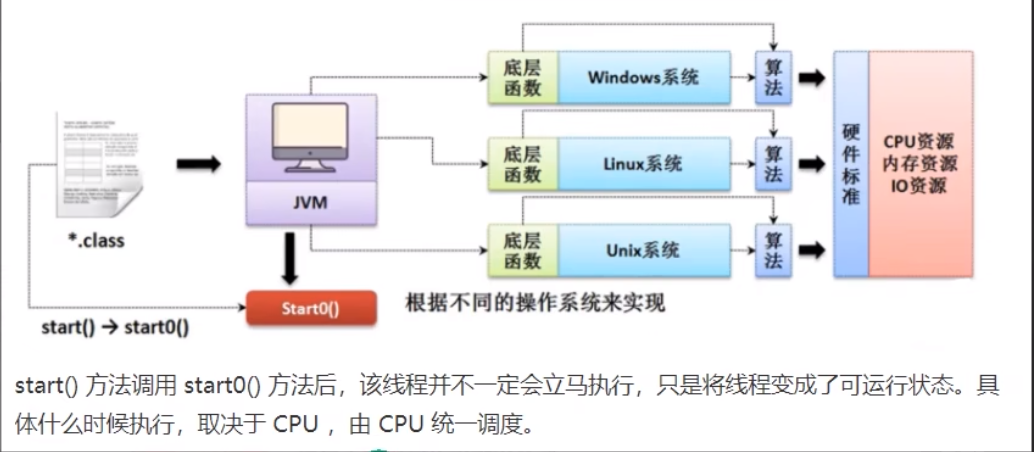 底层函数
Windows系统
算法
硬件标准
CPU资源
内存资源
IO资源
底层函数
Linux系统
算法
JVM
*.class
底层函数
Unix系统
算法
Start0()
根据不同的操作系统来实现
start() → start0()
start() 方法调用 start0() 方法后，该线程并不一定会立马执行，只是将线程变成了可运行状态。具
体什么时候执行，取决于 CPU ，由 CPU 统一调度。